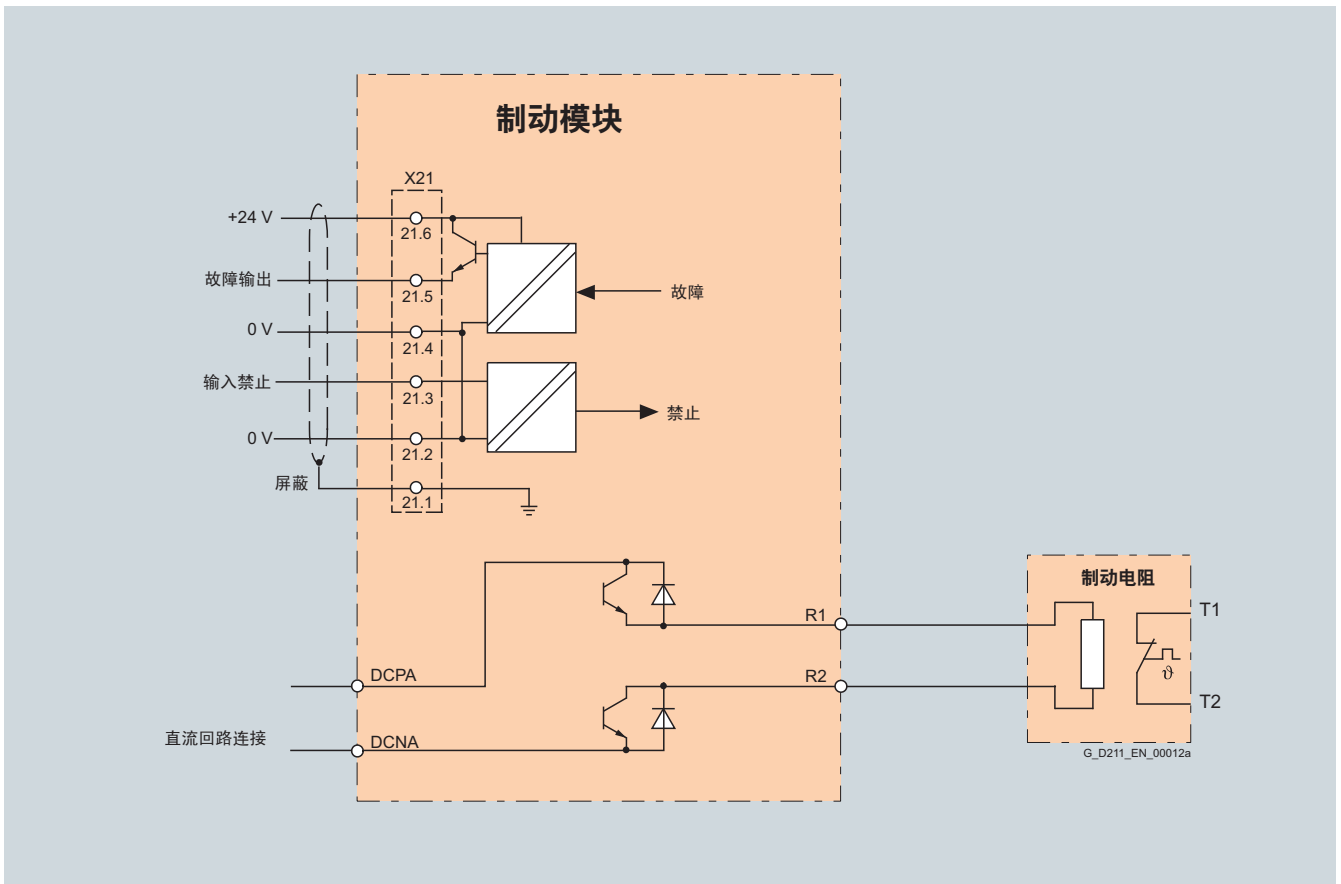 制动模块
X21
+24 V
21.6
故障输出
21.5
故障
0 V
21.4
输入禁止
21.3
禁止
0 V
21.2
屏蔽
21.1
制动电阻
R1
T1
DCPA
R2
ϑ
T2
直流回路连接
DCNA
G_D211_EN_00012a